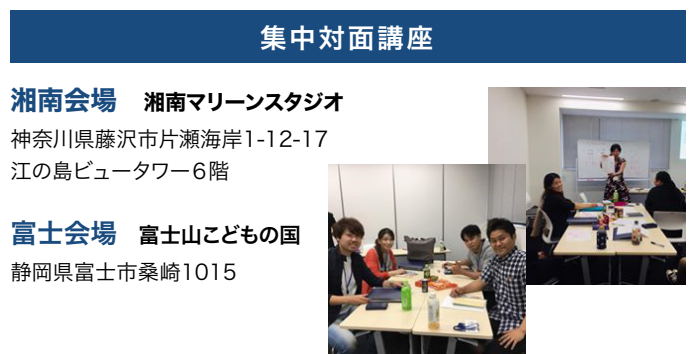 集中対面講座
湘南会場 湘南マリーンスタジオ
神奈川県藤沢市片瀬海岸1-12-17
江の島ビュータワー6階
富士会場 富士山こどもの国
静岡県富士市桑崎1015